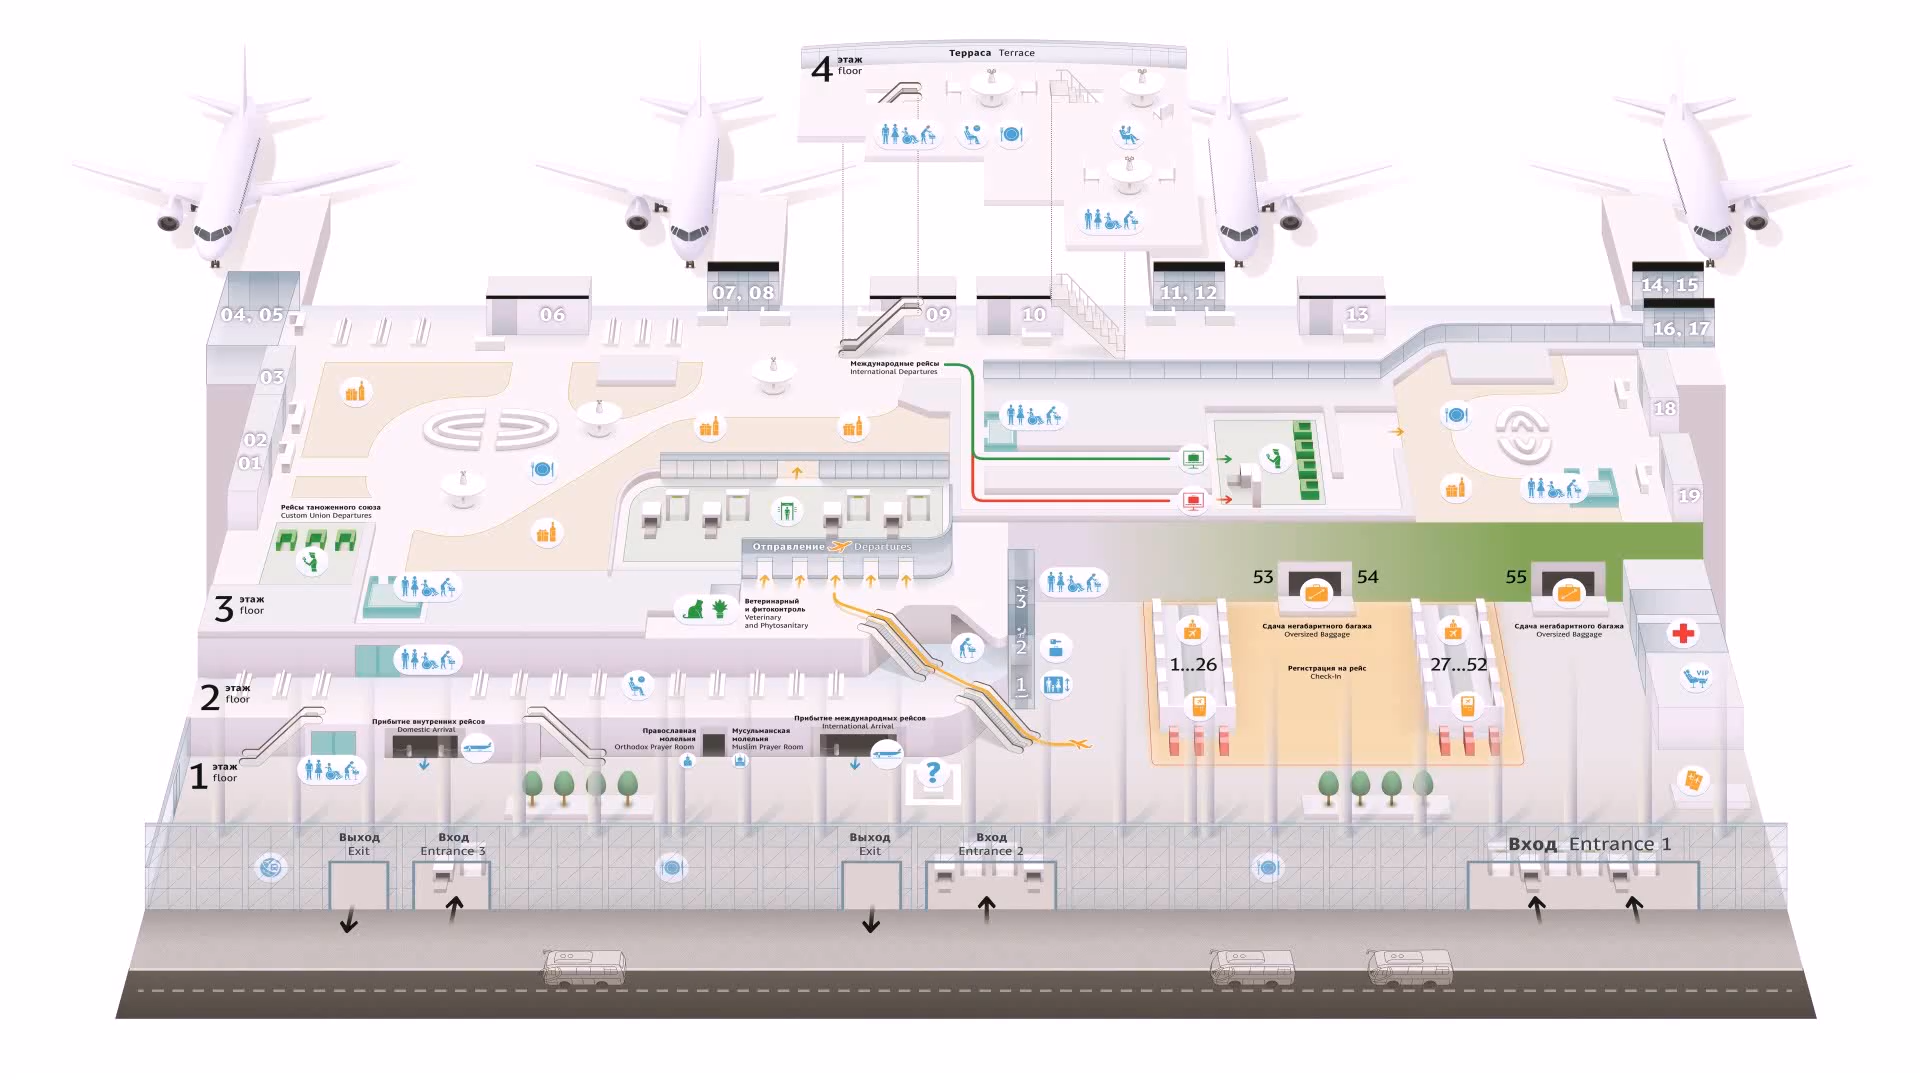 Терраса Terrace
4 этаж
floor
04, 05
06
07, 08
09
10
11, 12
13
14, 15
16, 17
03
02
01
18
19
Международные рейсы
International Departures
Рейсы таможенного союза
Custom Union Departures
Отправление Departures
3 этаж
floor
Ветеринарный
и фитоконтроль
Veterinary
and Phytosanitary
3
2
1
53
54
55
Сдача негабаритного багажа
Oversized Baggage
Сдача негабаритного багажа
Oversized Baggage
1...26
Регистрация на рейс
Check-In
27...52
VIP
2 этаж
floor
Прибытие внутренних рейсов
Domestic Arrival
Православная
молельня
Orthodox Prayer Room
Мусульманская
молельня
Muslim Prayer Room
Прибытие международных рейсов
International Arrival
1 этаж
floor
?
Выход
Exit
Вход
Entrance 3
Выход
Exit
Вход
Entrance 2
Вход Entrance 1